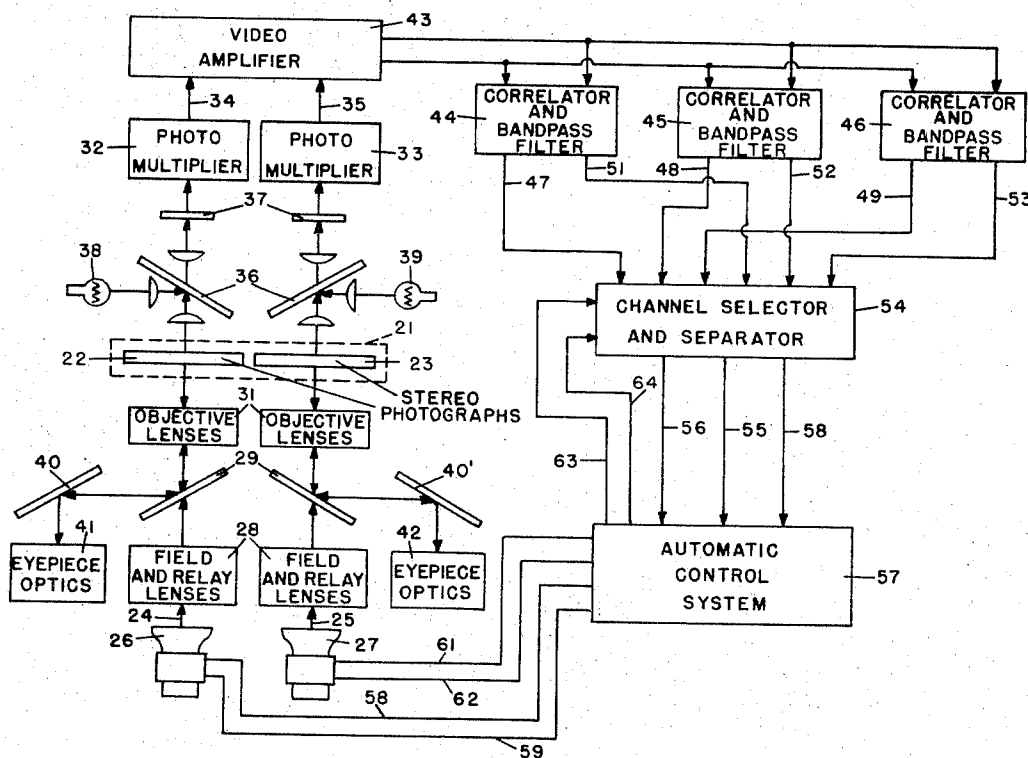 43
VIDEO
AMPLIFIER
34
35
32
PHOTO
MULTIPLIER
PHOTO
MULTIPLIER
33
44
CORRELATOR
AND
BANDPASS
FILTER
45
CORRELATOR
AND
BANDPASS
FILTER
46
CORRELATOR
AND
BANDPASS
FILTER
47
51
48
52
49
53
37
38
36
39
21
22
23
STEREO
PHOTOGRAPHS
CHANNEL SELECTOR
AND SEPARATOR
54
31
OBJECTIVE
LENSES
OBJECTIVE
LENSES
64
63
56
55
58
40
29
40'
41
EYEPIECE
OPTICS
28
FIELD
AND RELAY
LENSES
FIELD
AND RELAY
LENSES
42
EYEPIECE
OPTICS
AUTOMATIC
CONTROL
SYSTEM
57
24
25
26
27
61
62
58
59